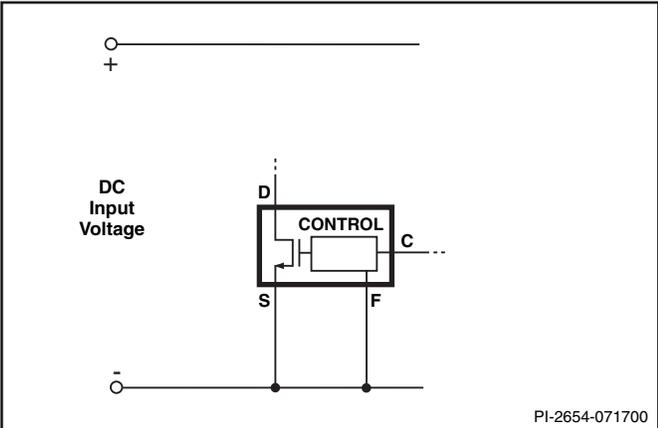 +
DC
Input
Voltage
D
CONTROL
C
S
F
-
PI-2654-071700